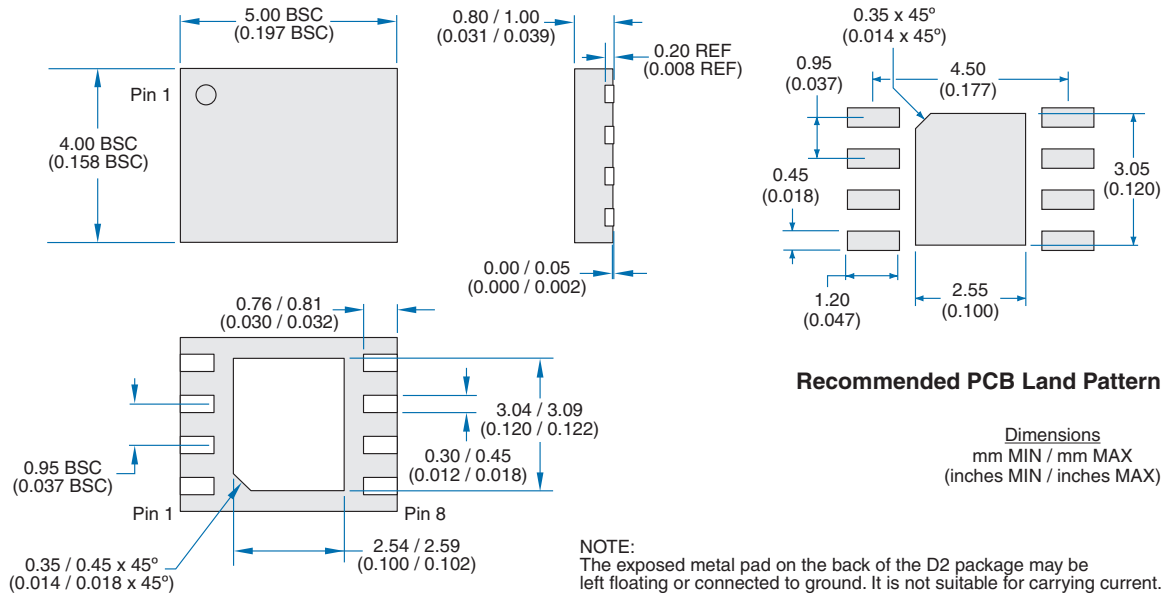 5.00 BSC
(0.197 BSC)
Pin 1
4.00 BSC
(0.158 BSC)
0.80 / 1.00
(0.031 / 0.039)
0.20 REF
(0.008 REF)
0.00 / 0.05
(0.000 / 0.002)
0.35 x 45º
(0.014 x 45º)
0.95
(0.037)
4.50
(0.177)
0.45
(0.018)
3.05
(0.120)
1.20
(0.047)
2.55
(0.100)
0.76 / 0.81
(0.030 / 0.032)
3.04 / 3.09
(0.120 / 0.122)
0.30 / 0.45
(0.012 / 0.018)
0.95 BSC
(0.037 BSC)
Pin 1
Pin 8
0.35 / 0.45 x 45º
(0.014 / 0.018 x 45º)
2.54 / 2.59
(0.100 / 0.102)
Recommended PCB Land Pattern
Dimensions
mm MIN / mm MAX
(inches MIN / inches MAX)
NOTE:
The exposed metal pad on the back of the D2 package may be
left floating or connected to ground. It is not suitable for carrying current.